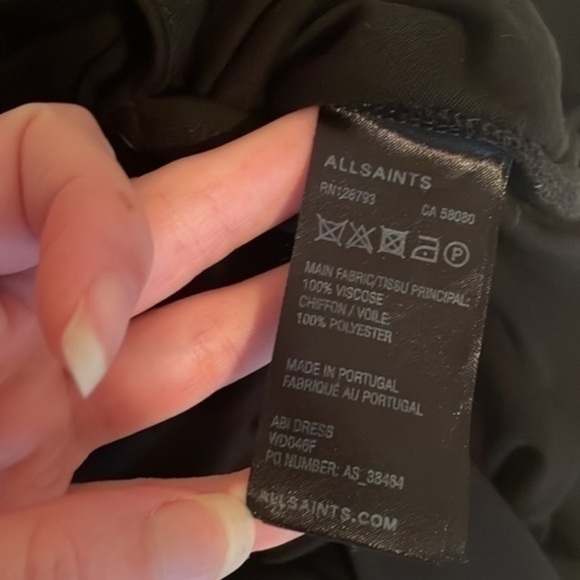 ALLSAINTS
RN128793 CA 58080
P
MAIN FABRIC/TISSU PRINCIPAL:
100% VISCOSE
CHIFFON / VOILE:
100% POLYESTER
MADE IN PORTUGAL
FABRIQUÉ AU PORTUGAL
ABI DRESS
WD046F
PO NUMBER: AS_38464
ALLSAINTS.COM